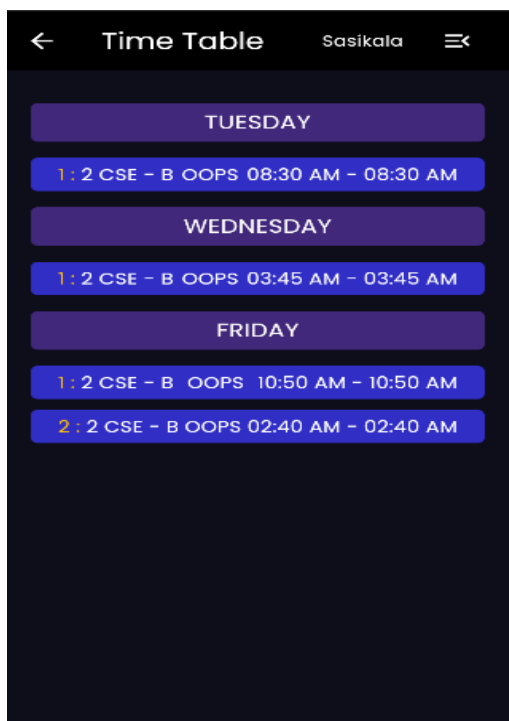 Time Table Sasikala
TUESDAY
1 : 2 CSE - B OOPS 08:30 AM - 08:30 AM
WEDNESDAY
1 : 2 CSE - B OOPS 03:45 AM - 03:45 AM
FRIDAY
1 : 2 CSE - B OOPS 10:50 AM - 10:50 AM
2 : 2 CSE - B OOPS 02:40 AM - 02:40 AM